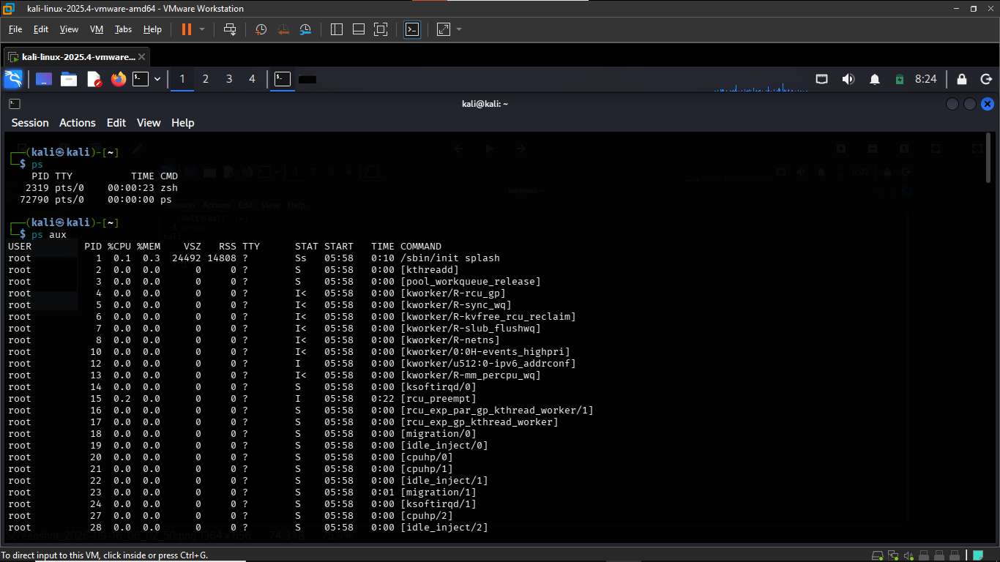 kali-linux-2025.4-vmware-amd64 - VMware Workstation
File Edit View VM Tabs Help
kali-linux-2025.4-vmware...
1 2 3 4 8:24
kali@kali: ~
Session Actions Edit View Help
┌──(kali㉿kali)-[~]
└─$ ps
PID TTY TIME CMD
2319 pts/0 00:00:23 zsh
72790 pts/0 00:00:00 ps
┌──(kali㉿kali)-[~]
└─$ ps aux
USER PID %CPU %MEM VSZ RSS TTY STAT START TIME COMMAND
root 1 0.1 0.3 24492 14808 ? Ss 05:58 0:10 /sbin/init splash
root 2 0.0 0.0 0 0 ? S 05:58 0:00 [kthreadd]
root 3 0.0 0.0 0 0 ? S 05:58 0:00 [pool_workqueue_release]
root 4 0.0 0.0 0 0 ? I< 05:58 0:00 [kworker/R-rcu_gp]
root 5 0.0 0.0 0 0 ? I< 05:58 0:00 [kworker/R-sync_wq]
root 6 0.0 0.0 0 0 ? I< 05:58 0:00 [kworker/R-kvfree_rcu_reclaim]
root 7 0.0 0.0 0 0 ? I< 05:58 0:00 [kworker/R-slub_flushwq]
root 8 0.0 0.0 0 0 ? I< 05:58 0:00 [kworker/R-netns]
root 10 0.0 0.0 0 0 ? I< 05:58 0:00 [kworker/0:0H-events_highpri]
root 12 0.0 0.0 0 0 ? I 05:58 0:00 [kworker/u512:0-ipv6_addrconf]
root 13 0.0 0.0 0 0 ? I< 05:58 0:00 [kworker/R-mm_percpu_wq]
root 14 0.0 0.0 0 0 ? S 05:58 0:00 [ksoftirqd/0]
root 15 0.2 0.0 0 0 ? I 05:58 0:22 [rcu_preempt]
root 16 0.0 0.0 0 0 ? S 05:58 0:00 [rcu_exp_par_gp_kthread_worker/1]
root 17 0.0 0.0 0 0 ? S 05:58 0:00 [rcu_exp_gp_kthread_worker]
root 18 0.0 0.0 0 0 ? S 05:58 0:00 [migration/0]
root 19 0.0 0.0 0 0 ? S 05:58 0:00 [idle_inject/0]
root 20 0.0 0.0 0 0 ? S 05:58 0:00 [cpuhp/0]
root 21 0.0 0.0 0 0 ? S 05:58 0:00 [cpuhp/1]
root 22 0.0 0.0 0 0 ? S 05:58 0:00 [idle_inject/1]
root 23 0.0 0.0 0 0 ? S 05:58 0:01 [migration/1]
root 24 0.0 0.0 0 0 ? S 05:58 0:00 [ksoftirqd/1]
root 27 0.0 0.0 0 0 ? S 05:58 0:00 [cpuhp/2]
root 28 0.0 0.0 0 0 ? S 05:58 0:00 [idle_inject/2]
To direct input to this VM, click inside or press Ctrl+G.